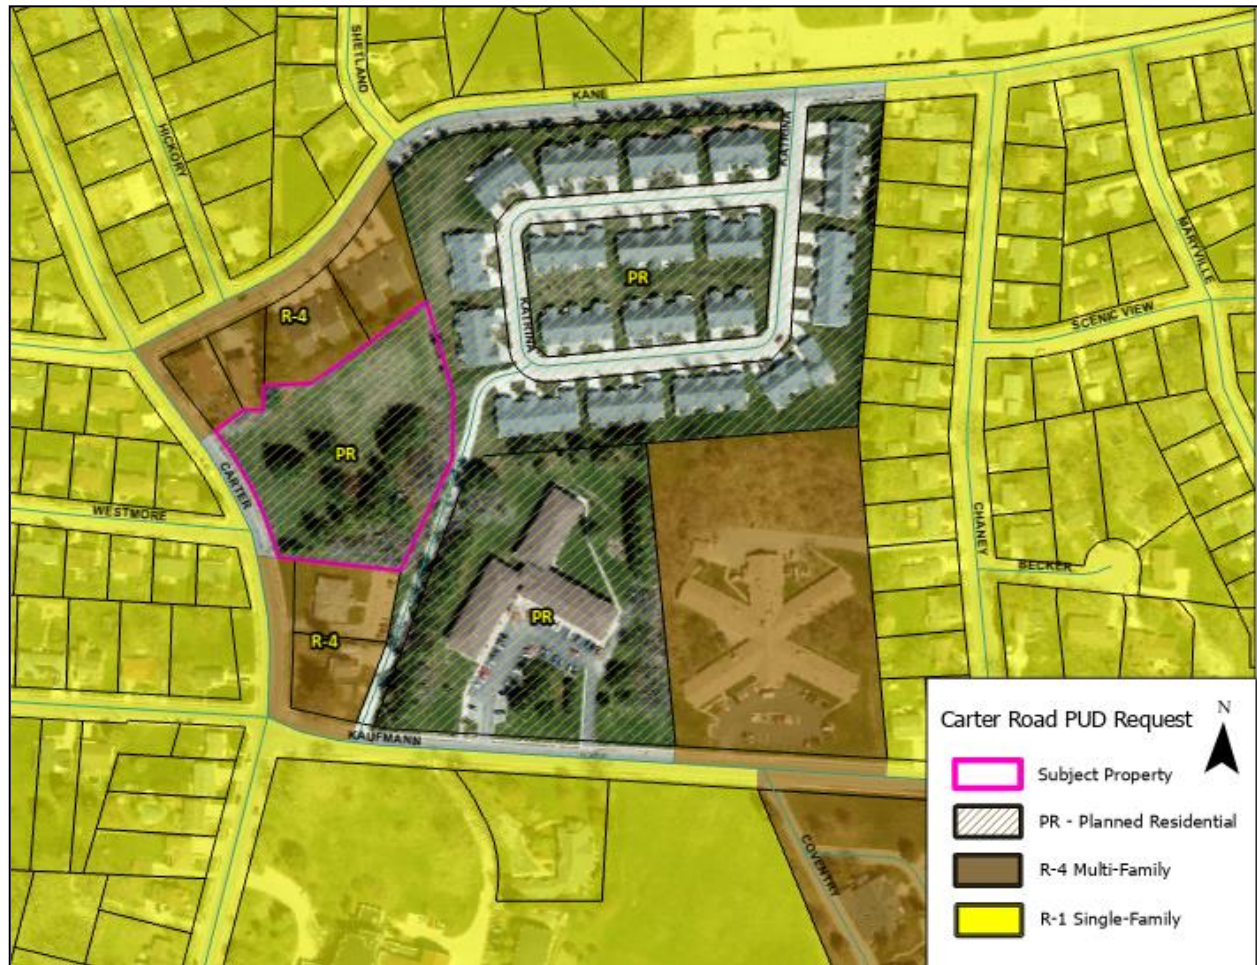 SHETLAND
KANE
HICKORY
KATRINA
MARYVILLE
PR
R-4
KATRINA
SCENIC VIEW
PR
CARTER
WESTMORE
CHANEY
BECKER
PR
R-4
KAUFMANN
COVENTRY
Carter Road PUD Request
N
Subject Property
PR - Planned Residential
R-4 Multi-Family
R-1 Single-Family